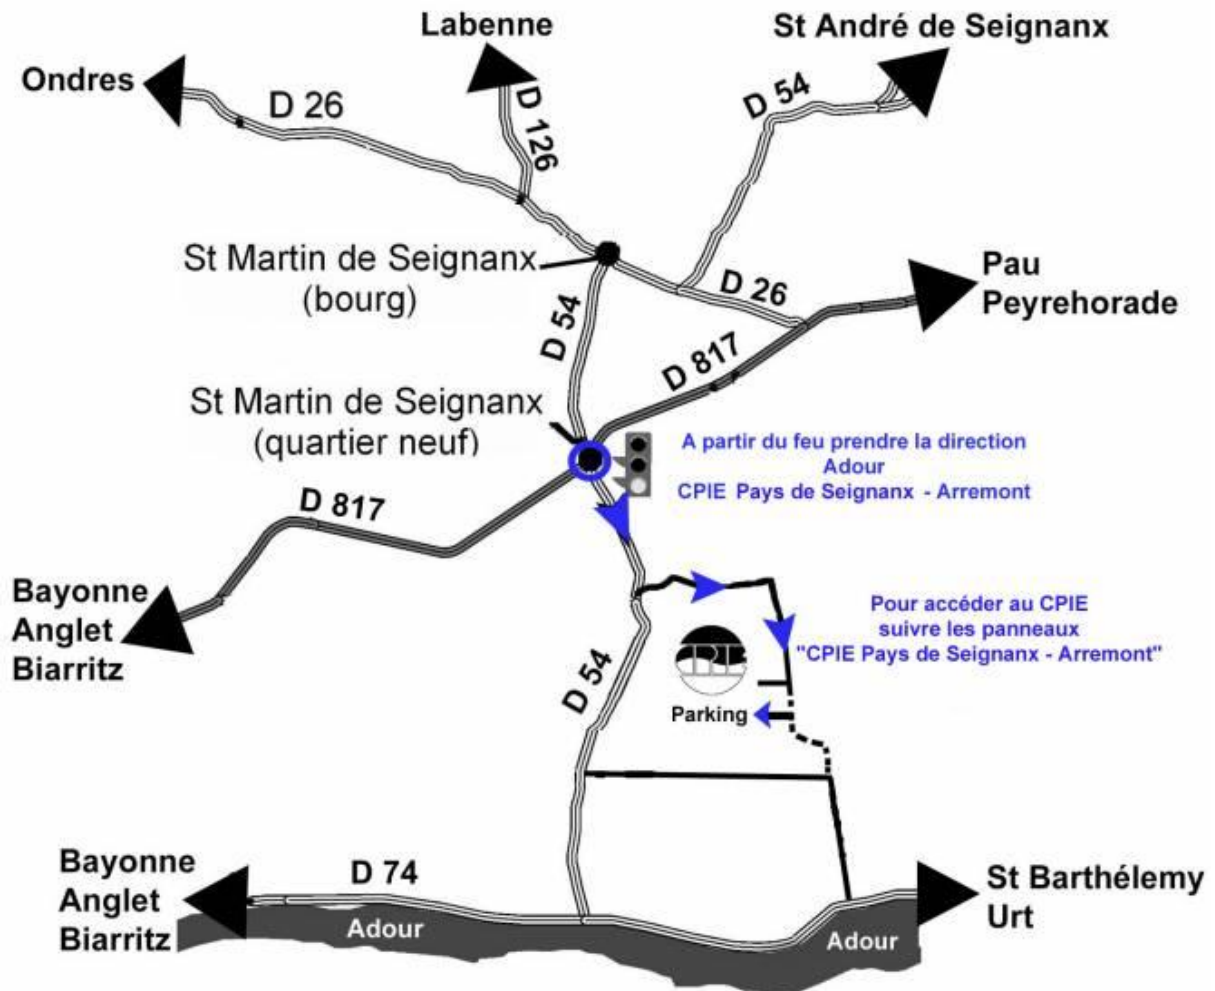 Labenne
St André de Seignanx
Ondres
D 26
D 126
D 54
St Martin de Seignanx
(bourg)
D 26
Pau
Peyrehorade
D 54
D 817
St Martin de Seignanx
(quartier neuf)
A partir du feu prendre la direction
Adour
CPIE Pays de Seignanx - Arremont
D 817
Bayonne
Anglet
Biarritz
Pour accéder au CPIE
suivre les panneaux
"CPIE Pays de Seignanx - Arremont"
D 54
Parking
Bayonne
Anglet
Biarritz
D 74
Adour
Adour
St Barthélemy
Urt